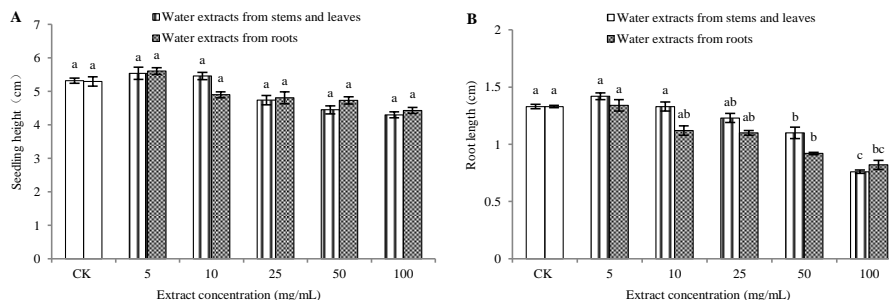 A
Water extracts from stems and leaves
Water extracts from roots
Seedling height（cm）
7
6
5
4
3
2
1
0
a a a a a a a a a a a a
CK 5 10 25 50 100
Extract concentration (mg/mL)
B
Water extracts from stems and leaves
Water extracts from roots
Root length (cm)
2
1.5
1
0.5
0
a a a a a ab ab ab b b c bc
CK 5 10 25 50 100
Extract concentration (mg/mL)